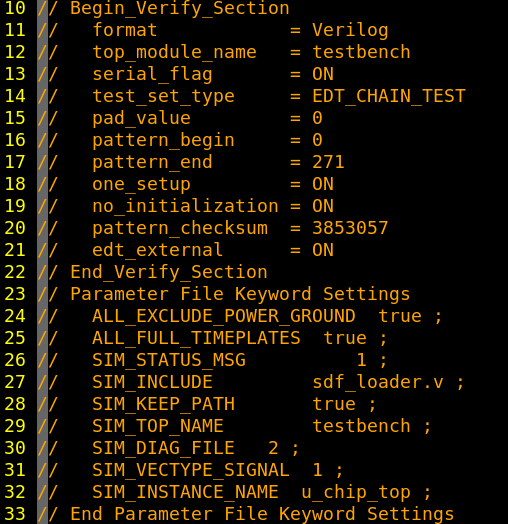 10 // Begin_Verify_Section
11 //   format            = Verilog
12 //   top_module_name   = testbench
13 //   serial_flag       = ON
14 //   test_set_type     = EDT_CHAIN_TEST
15 //   pad_value         = 0
16 //   pattern_begin     = 0
17 //   pattern_end       = 271
18 //   one_setup         = ON
19 //   no_initialization = ON
20 //   pattern_checksum  = 3853057
21 //   edt_external      = ON
22 // End_Verify_Section
23 // Parameter File Keyword Settings
24 //   ALL_EXCLUDE_POWER_GROUND  true ;
25 //   ALL_FULL_TIMEPLATES  true ;
26 //   SIM_STATUS_MSG          1 ;
27 //   SIM_INCLUDE         sdf_loader.v ;
28 //   SIM_KEEP_PATH       true ;
29 //   SIM_TOP_NAME        testbench ;
30 //   SIM_DIAG_FILE   2 ;
31 //   SIM_VECTYPE_SIGNAL  1 ;
32 //   SIM_INSTANCE_NAME  u_chip_top ;
33 // End Parameter File Keyword Settings